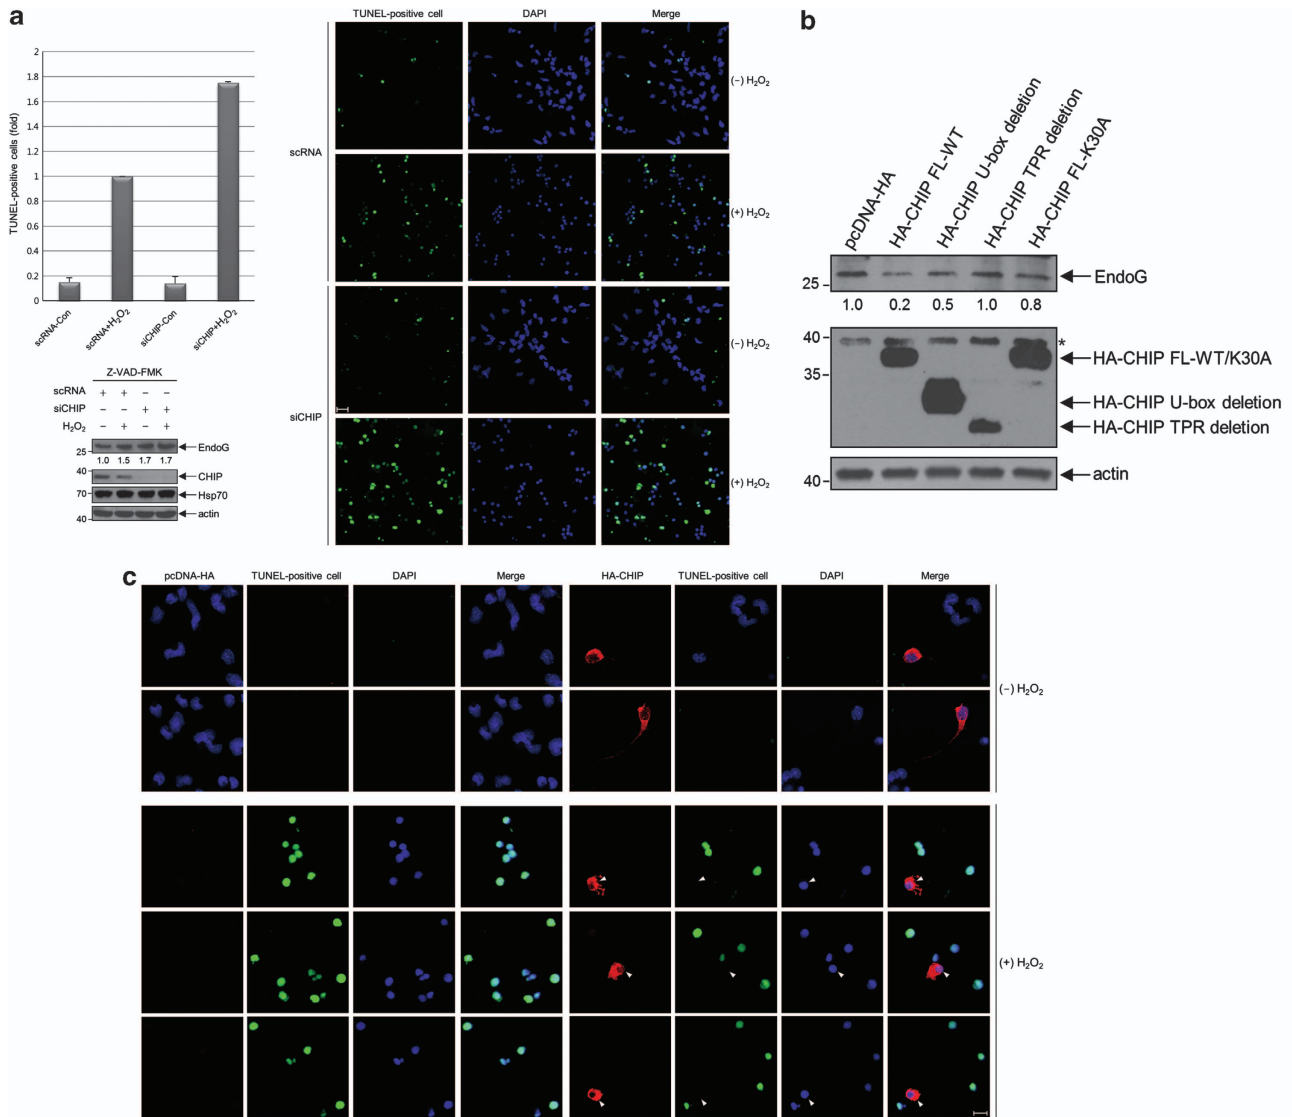 a
TUNEL-positive cell DAPI Merge
TUNEL-positive cells (fold)
2
1.8
1.6
1.4
1.2
1
0.8
0.6
0.4
0.2
0
scRNA-Con
scRNA+H₂O₂
siCHIP-Con
siCHIP+H₂O₂
Z-VAD-FMK
scRNA + + − −
siCHIP − − + +
H₂O₂ − + − +
25 EndoG
1.0 1.5 1.7 1.7
40 CHIP
70 Hsp70
40 actin
scRNA
(−) H₂O₂
(+) H₂O₂
siCHIP
(−) H₂O₂
(+) H₂O₂
b
pcDNA-HA
HA-CHIP FL-WT
HA-CHIP U-box deletion
HA-CHIP TPR deletion
HA-CHIP FL-K30A
25 EndoG
1.0 0.2 0.5 1.0 0.8
40 *
HA-CHIP FL-WT/K30A
35
HA-CHIP U-box deletion
HA-CHIP TPR deletion
40 actin
c
pcDNA-HA TUNEL-positive cell DAPI Merge HA-CHIP TUNEL-positive cell DAPI Merge
(−) H₂O₂
(+) H₂O₂